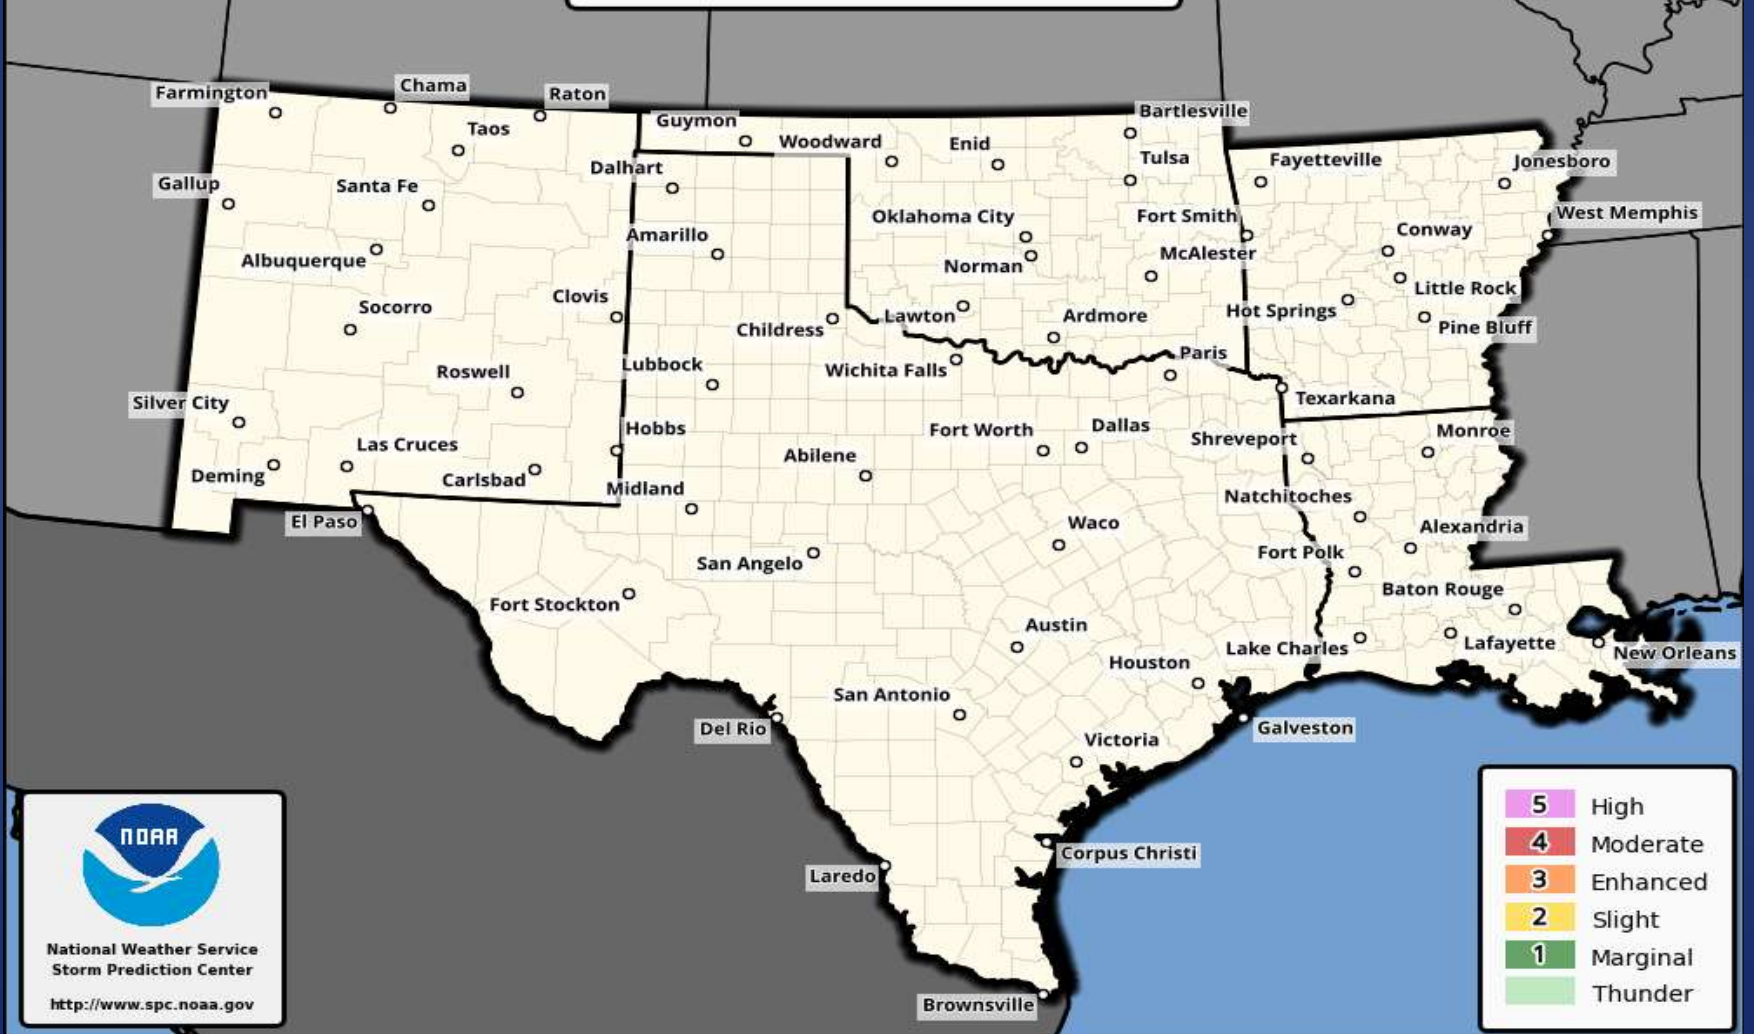 Farmington
Chama
Raton
Taos
Guymon
Woodward
Enid
Bartlesville
Tulsa
Dalhart
Fayetteville
Jonesboro
Gallup
Santa Fe
Oklahoma City
Fort Smith
West Memphis
Amarillo
Conway
Albuquerque
Norman
McAlester
Little Rock
Socorro
Clovis
Childress
Lawton
Ardmore
Hot Springs
Pine Bluff
Roswell
Lubbock
Wichita Falls
Paris
Silver City
Texarkana
Las Cruces
Hobbs
Fort Worth
Dallas
Shreveport
Monroe
Deming
Carlsbad
Abilene
Midland
Natchitoches
El Paso
Waco
Alexandria
San Angelo
Fort Polk
Fort Stockton
Baton Rouge
Austin
Lake Charles
Lafayette
New Orleans
Houston
San Antonio
Del Rio
Galveston
Victoria
Corpus Christi
Laredo
Brownsville
NOAA
National Weather Service
Storm Prediction Center
http://www.spc.noaa.gov
5 High
4 Moderate
3 Enhanced
2 Slight
1 Marginal
Thunder